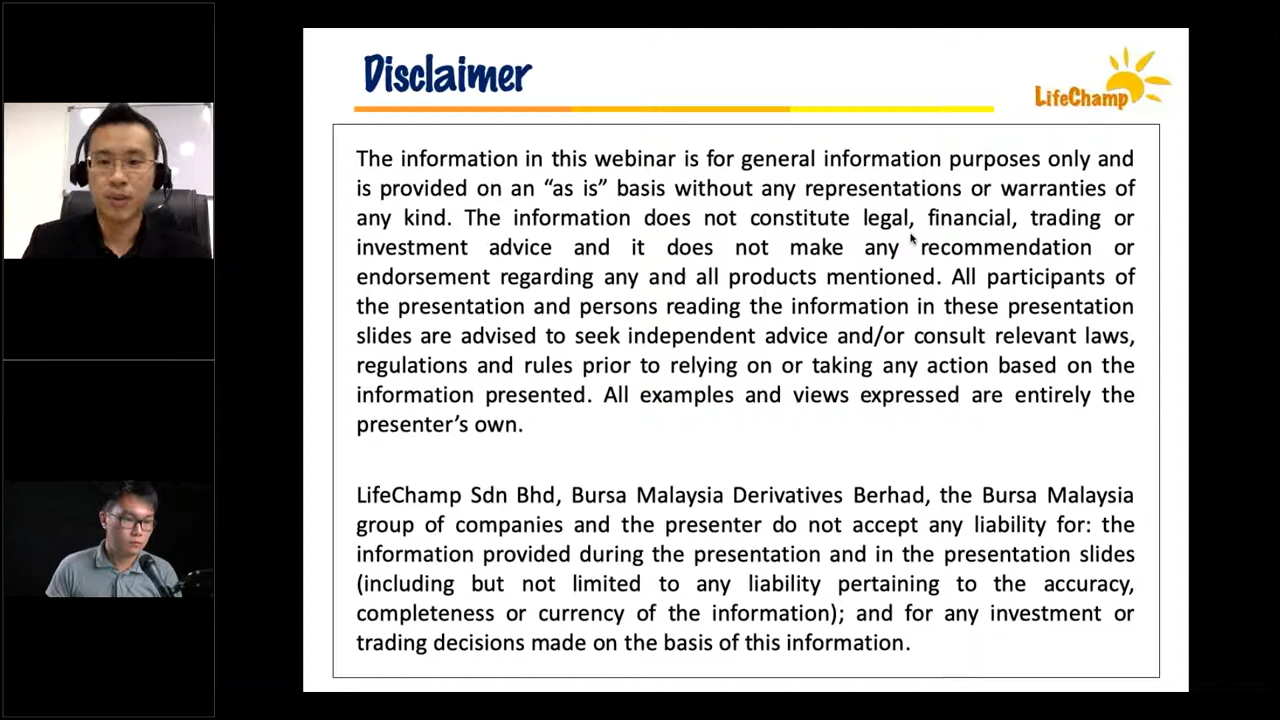 Disclaimer
LifeChamp
The information in this webinar is for general information purposes only and
is provided on an “as is” basis without any representations or warranties of
any kind. The information does not constitute legal, financial, trading or
investment advice and it does not make any recommendation or
endorsement regarding any and all products mentioned. All participants of
the presentation and persons reading the information in these presentation
slides are advised to seek independent advice and/or consult relevant laws,
regulations and rules prior to relying on or taking any action based on the
information presented. All examples and views expressed are entirely the
presenter’s own.
LifeChamp Sdn Bhd, Bursa Malaysia Derivatives Berhad, the Bursa Malaysia
group of companies and the presenter do not accept any liability for: the
information provided during the presentation and in the presentation slides
(including but not limited to any liability pertaining to the accuracy,
completeness or currency of the information); and for any investment or
trading decisions made on the basis of this information.